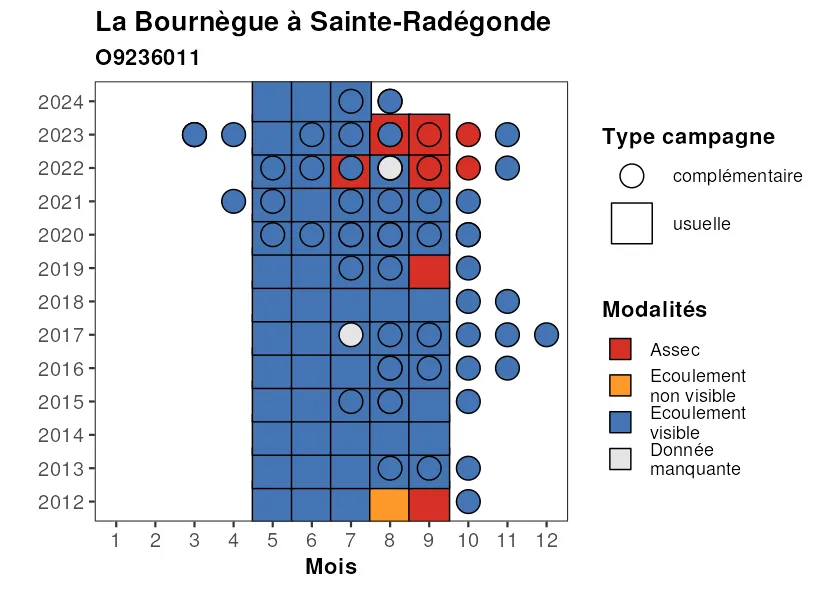 La Bournègue à Sainte-Radégonde
O9236011
2024
2023
2022
2021
2020
2019
2018
2017
2016
2015
2014
2013
2012
1 2 3 4 5 6 7 8 9 10 11 12
Mois
Type campagne
complémentaire
usuelle
Modalités
Assec
Ecoulement
non visible
Ecoulement
visible
Donnée
manquante